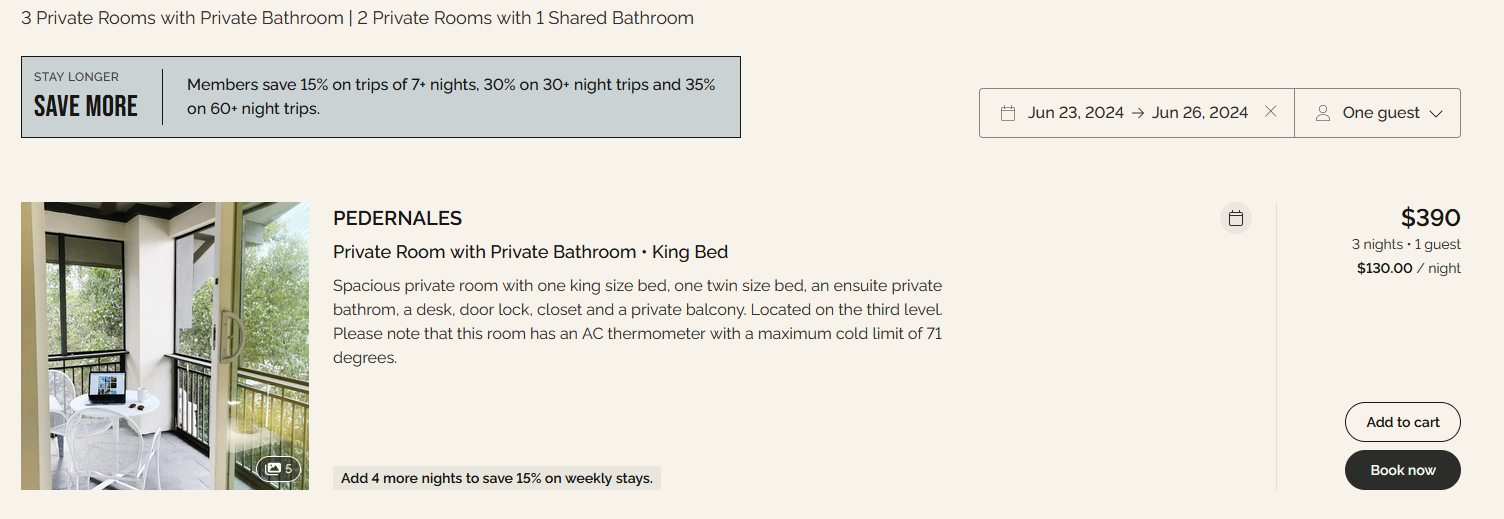 3 Private Rooms with Private Bathroom | 2 Private Rooms with 1 Shared Bathroom
STAY LONGER
SAVE MORE
Members save 15% on trips of 7+ nights, 30% on 30+ night trips and 35%
on 60+ night trips.
Jun 23, 2024 → Jun 26, 2024
One guest
PEDERNALES
Private Room with Private Bathroom • King Bed
Spacious private room with one king size bed, one twin size bed, an ensuite private
bathrom, a desk, door lock, closet and a private balcony. Located on the third level.
Please note that this room has an AC thermometer with a maximum cold limit of 71
degrees.
5
Add 4 more nights to save 15% on weekly stays.
$390
3 nights • 1 guest
$130.00 / night
Add to cart
Book now